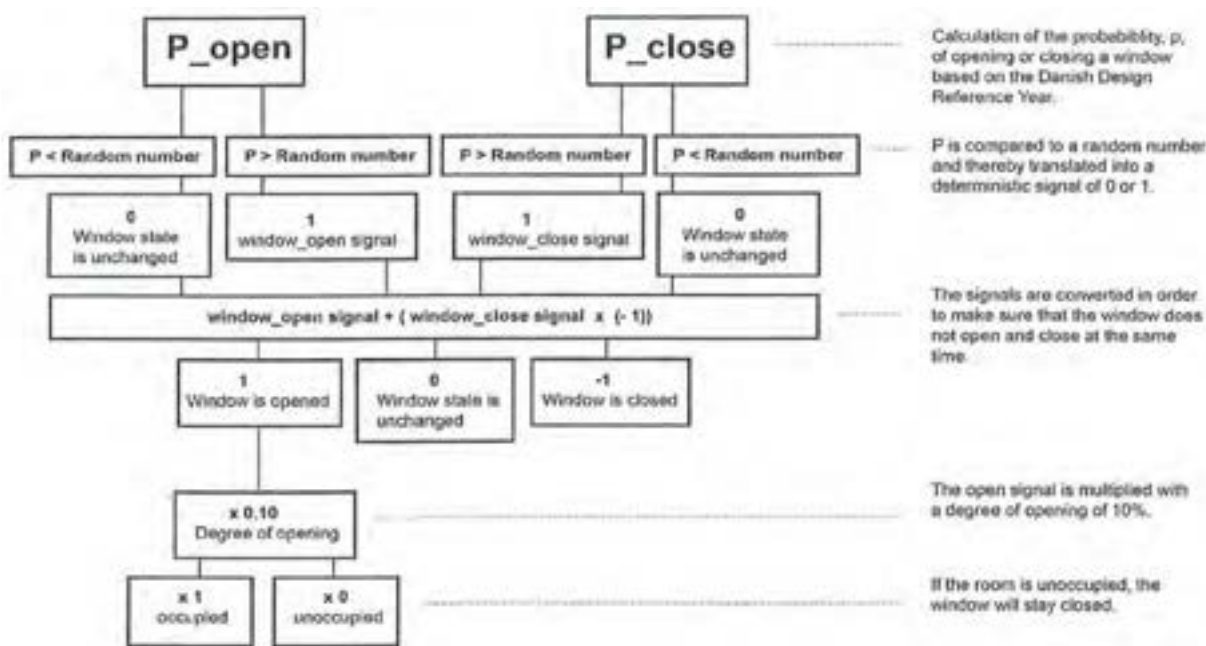 P_open
P_close
Calculation of the probebiblity, p,
of opening or closing a window
based on the Danish Design
Reference Year.
P < Random number
P > Random number
P > Random number
P < Random number
P is compared to a random number
and thereby translated into a
deterministic signal of 0 or 1.
0
Window state
is unchanged
1
window_open signal
1
window_close signal
0
Window state
is unchanged
window_open signal + ( window_close signal x (- 1))
The signals are converted in order
to make sure that the window does
not open and close at the same
time.
1
Window is opened
0
Window state is
unchanged
-1
Window is closed
x 0,10
Degree of opening
The open signal is multiplied with
a degree of opening of 10%.
x 1
occupied
x 0
unoccupied
If the room is unoccupied, the
window will stay closed.